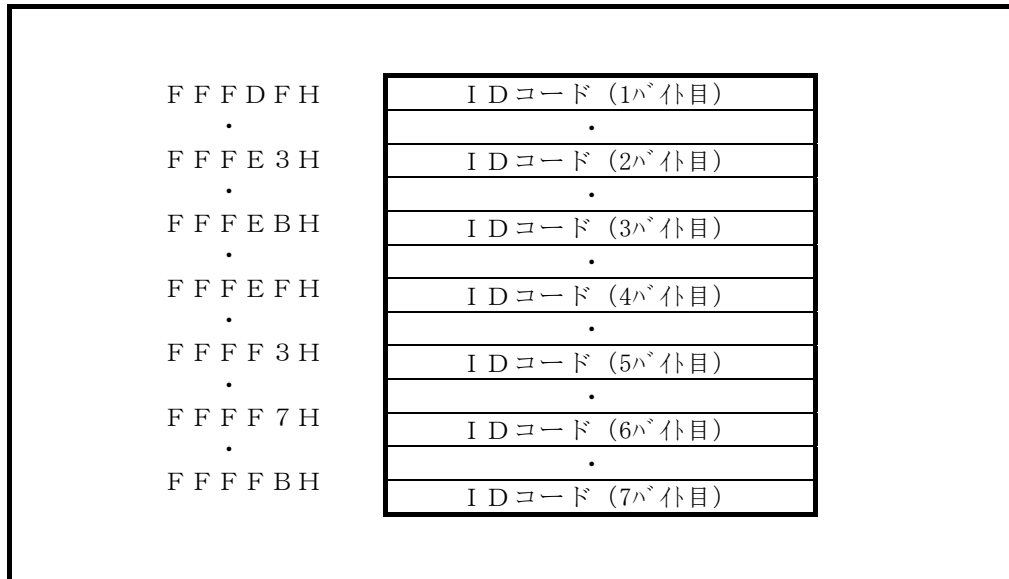 FFFDFH IDコード (1バイト目)
・ ・
FFFE3H IDコード (2バイト目)
・ ・
FFFEBH IDコード (3バイト目)
・ ・
FFFEFH IDコード (4バイト目)
・ ・
FFFF3H IDコード (5バイト目)
・ ・
FFFF7H IDコード (6バイト目)
・ ・
FFFFBH IDコード (7バイト目)